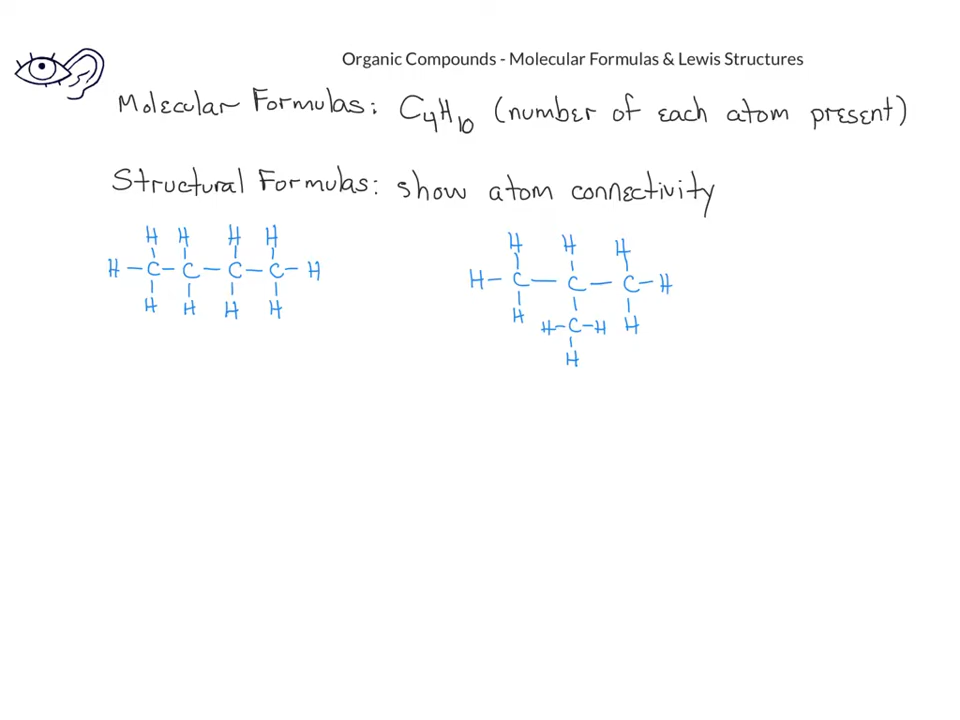 Organic Compounds - Molecular Formulas & Lewis Structures
Molecular Formulas: C4H10 (number of each atom present)
Structural Formulas: show atom connectivity
H H H H H H H
H-C-C-C-C-H H-C-C-C-H
H H H H H H-C-H H
H